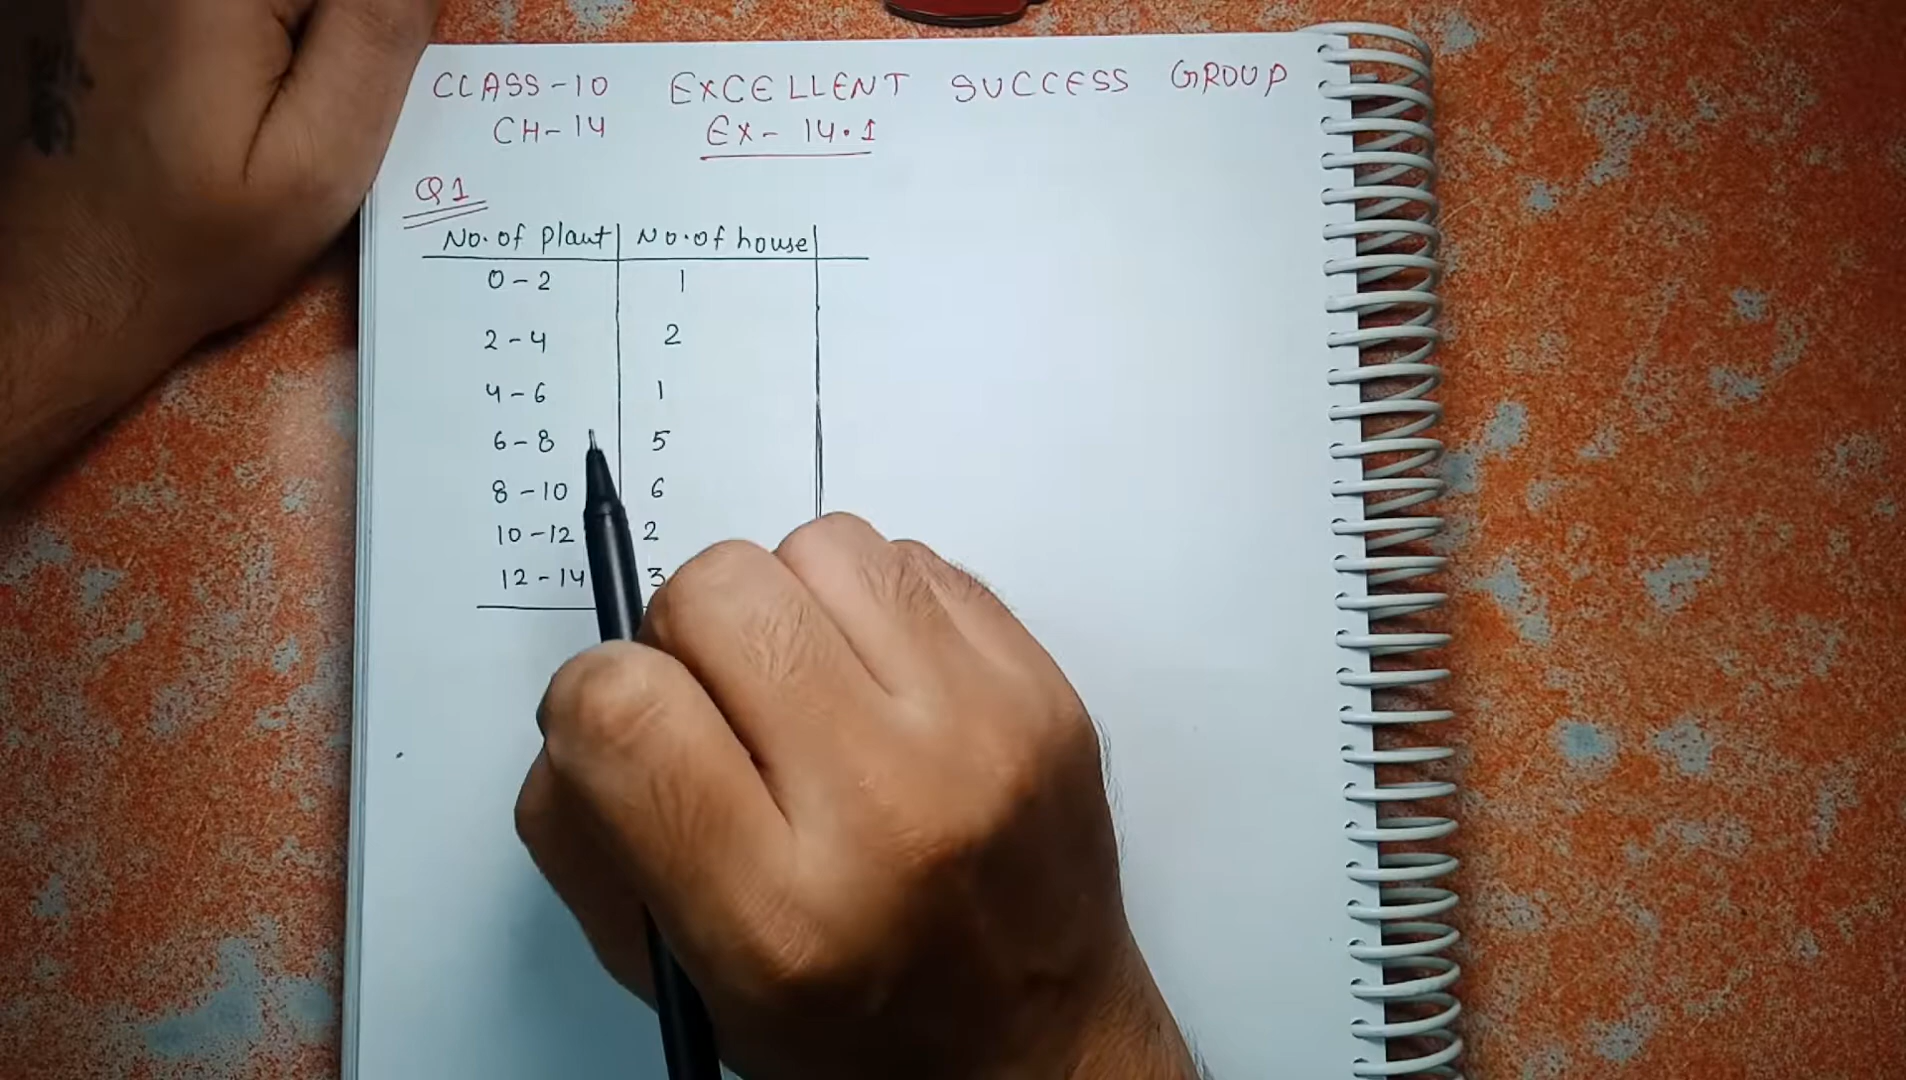 CLASS-10 EXCELLENT SUCCESS GROUP
CH-14 EX- 14.1
Q1
No. of plant No. of house
0-2 1
2-4 2
4-6 1
6-8 5
8-10 6
10-12 2
12-14 3